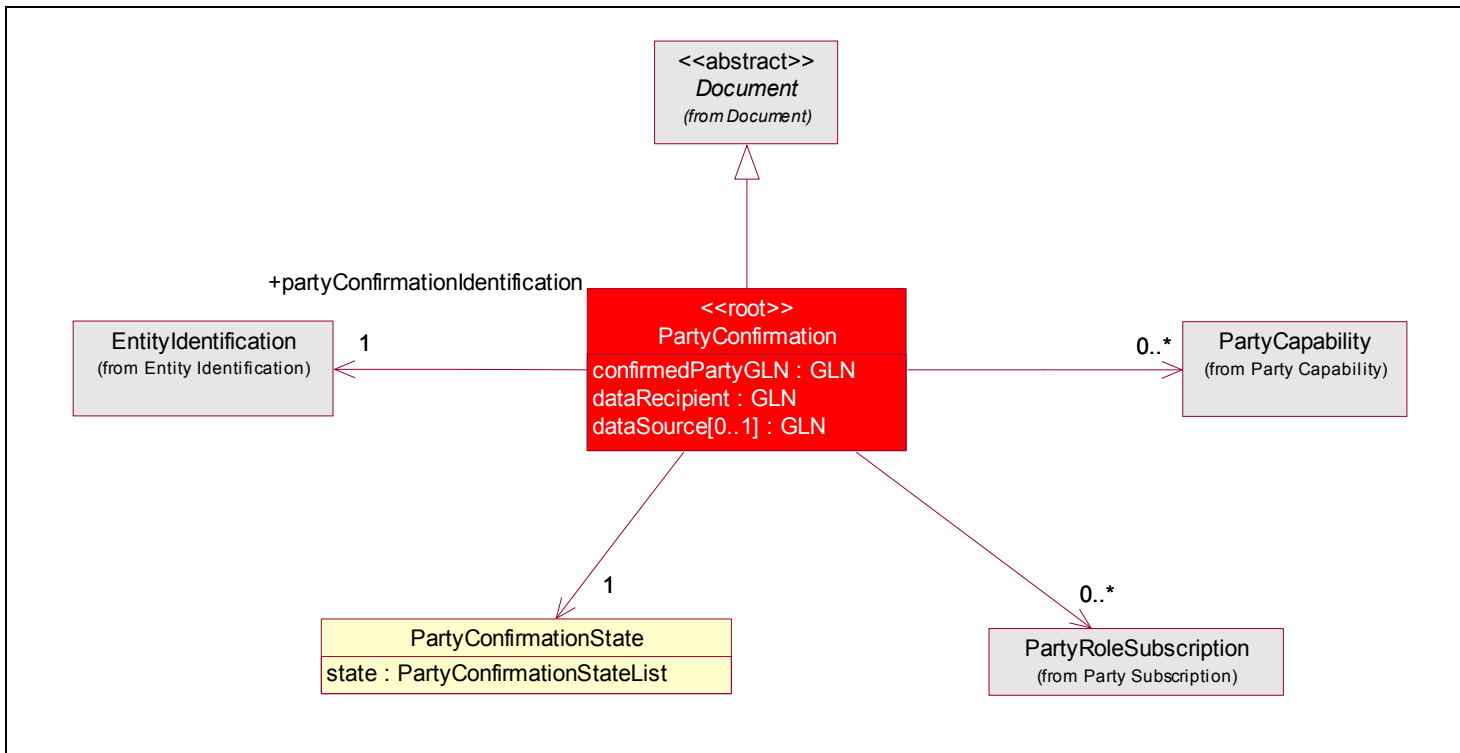 <<abstract>>
Document
(from Document)
+partyConfirmationIdentification
<<root>>
PartyConfirmation
confirmedPartyGLN : GLN
dataRecipient : GLN
dataSource[0..1] : GLN
EntityIdentification
(from Entity Identification)
1
0..*
PartyCapability
(from Party Capability)
1
0..*
PartyConfirmationState
state : PartyConfirmationStateList
PartyRoleSubscription
(from Party Subscription)